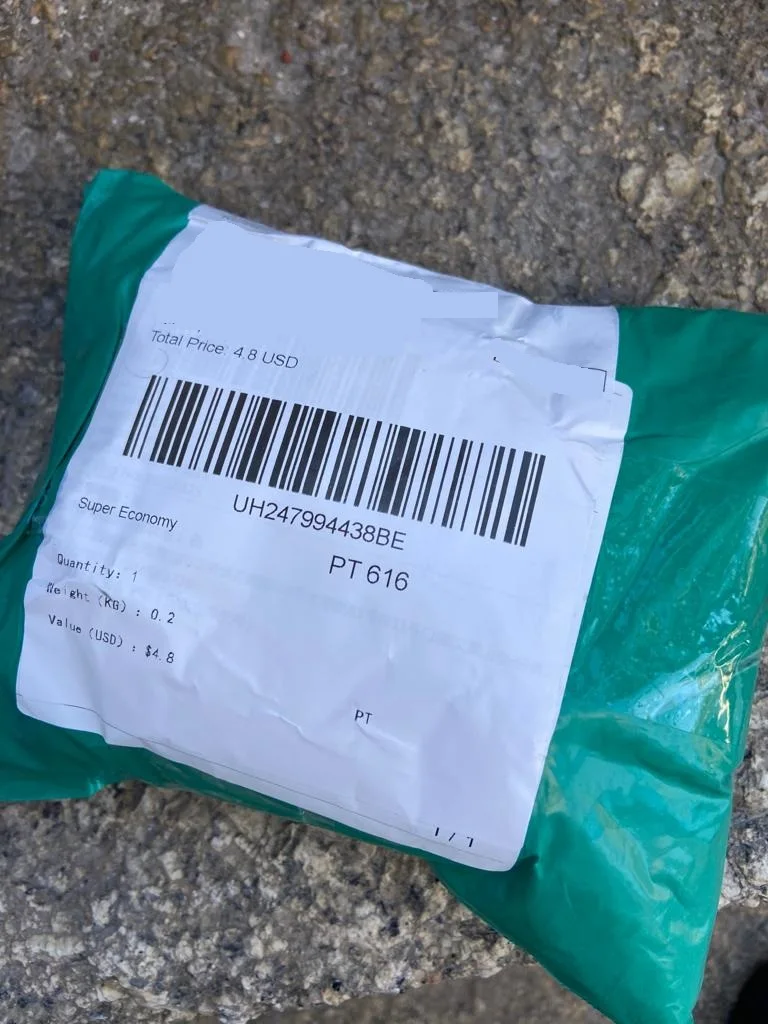 Total Price: 4.8 USD
UH247994438BE
Super Economy
PT 616
Quantity: 1
Weight (KG) : 0.2
Value (USD) : $4.8
PT
1 / 1